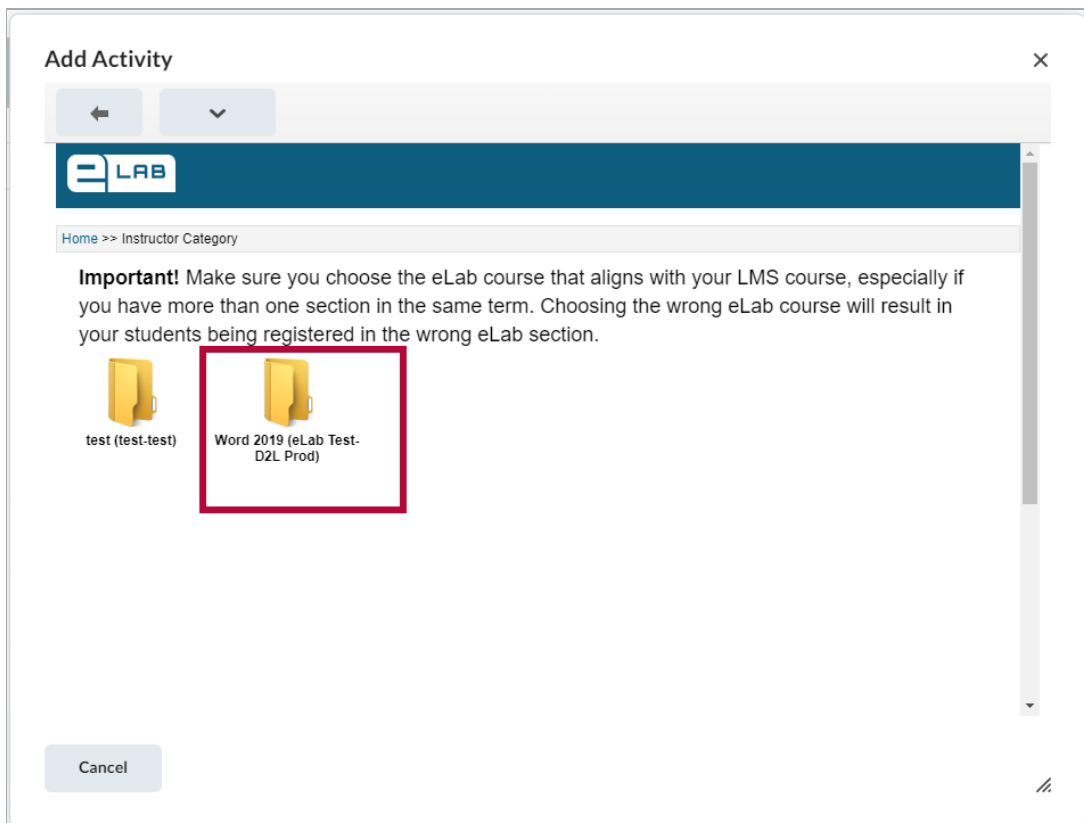 Add Activity
e LAB
Home >> Instructor Category
Important! Make sure you choose the eLab course that aligns with your LMS course, especially if
you have more than one section in the same term. Choosing the wrong eLab course will result in
your students being registered in the wrong eLab section.
test (test-test)
Word 2019 (eLab Test-
D2L Prod)
Cancel